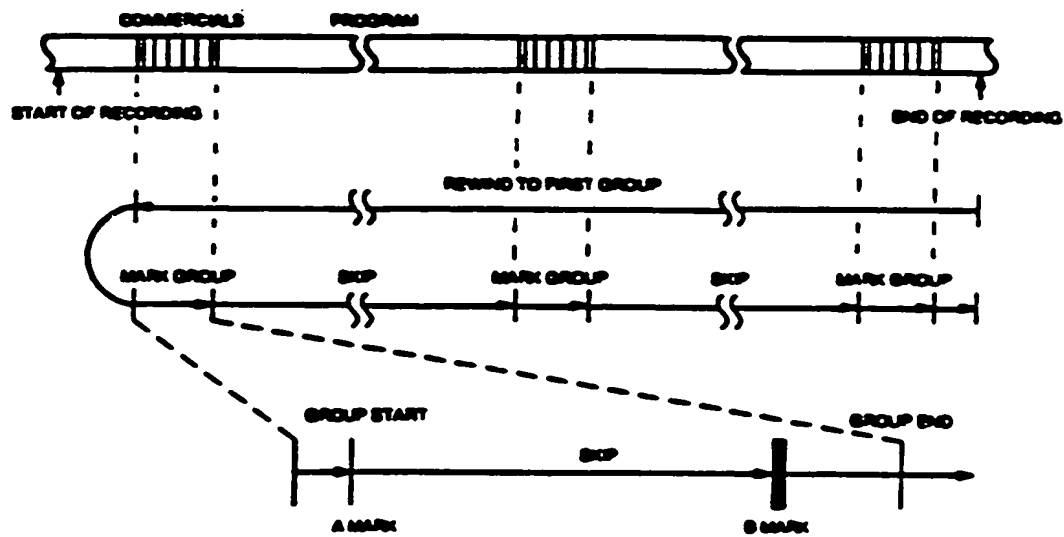 COMMERCIALS PROGRAM
START OF RECORDING END OF RECORDING
REWIND TO FIRST GROUP
MARK GROUP SKIP MARK GROUP SKIP MARK GROUP
GROUP START GROUP END
SKIP
A MARK B MARK